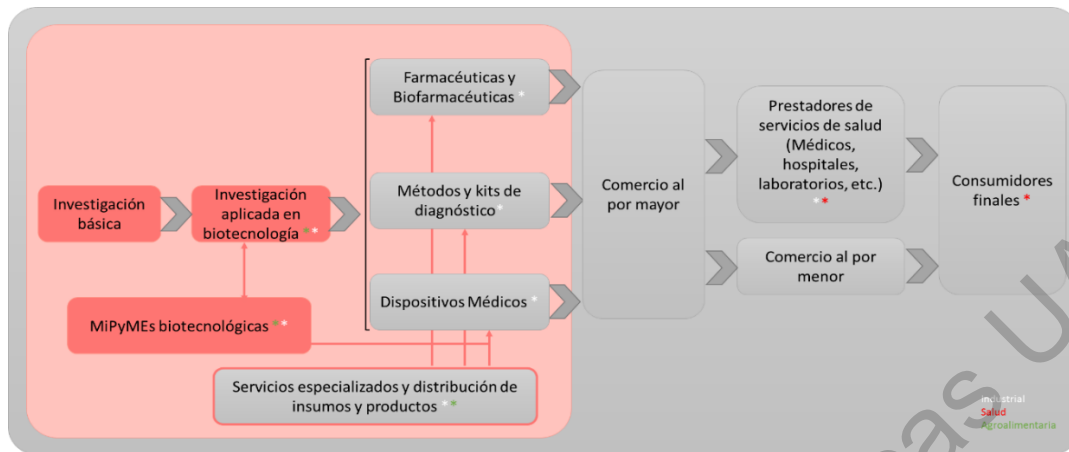 Farmacéuticas y
Biofarmacéuticas *
Métodos y kits de
diagnóstico *
Dispositivos Médicos *
Investigación
básica
Investigación
aplicada en
biotecnología * *
MiPyMEs biotecnológicas * *
Servicios especializados y distribución de
insumos y productos * *
Comercio al
por mayor
Prestadores de
servicios de salud
(Médicos,
hospitales,
laboratorios, etc.)
* *
Comercio al por
menor
Consumidores
finales *
Industrial
Salud
Agroalimentaria